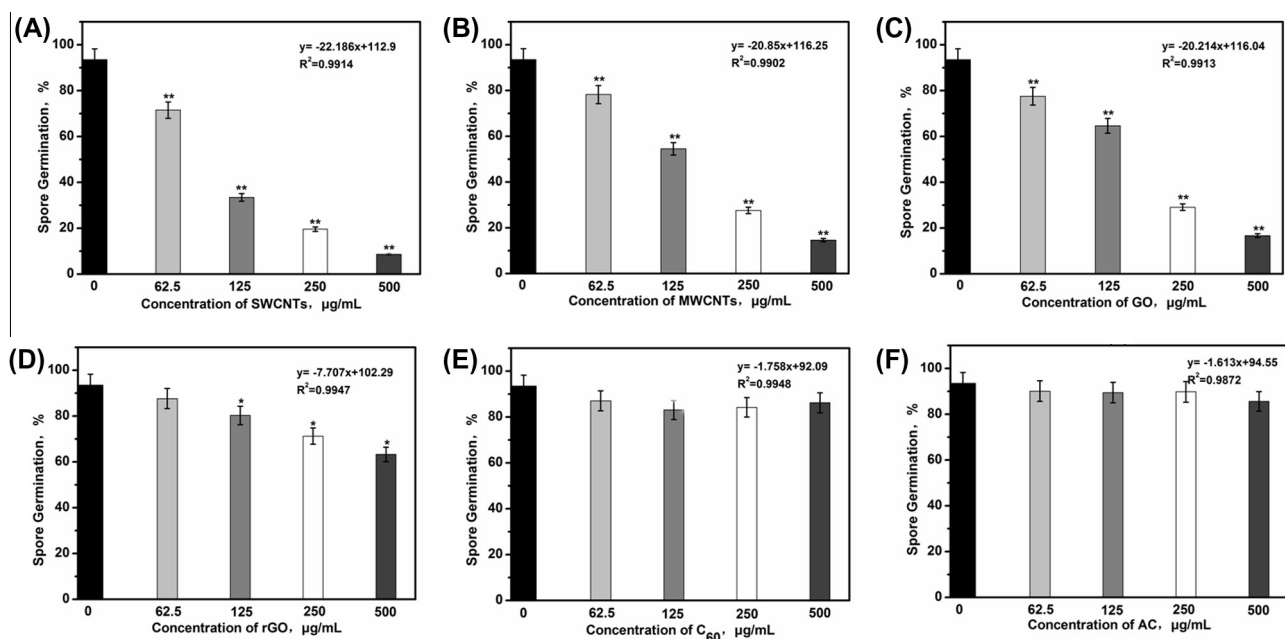 (A)
y= -22.186x+112.9
R²=0.9914
100
80
60
40
20
0
Spore Germination, %
** ** ** **
0 62.5 125 250 500
Concentration of SWCNTs, μg/mL
(B)
y= -20.85x+116.25
R²=0.9902
100
80
60
40
20
0
Spore Germination, %
** ** ** **
0 62.5 125 250 500
Concentration of MWCNTs, μg/mL
(C)
y= -20.214x+116.04
R²=0.9913
100
80
60
40
20
0
Spore Germination, %
** ** ** **
0 62.5 125 250 500
Concentration of GO, μg/mL
(D)
y= -7.707x+102.29
R²=0.9947
100
80
60
40
20
0
Spore Germination, %
* * *
0 62.5 125 250 500
Concentration of rGO, μg/mL
(E)
y= -1.758x+92.09
R²=0.9948
100
80
60
40
20
0
Spore Germination, %
0 62.5 125 250 500
Concentration of C₆₀, μg/mL
(F)
y= -1.613x+94.55
R²=0.9872
100
80
60
40
20
0
Spore Germination, %
0 62.5 125 250 500
Concentration of AC, μg/mL